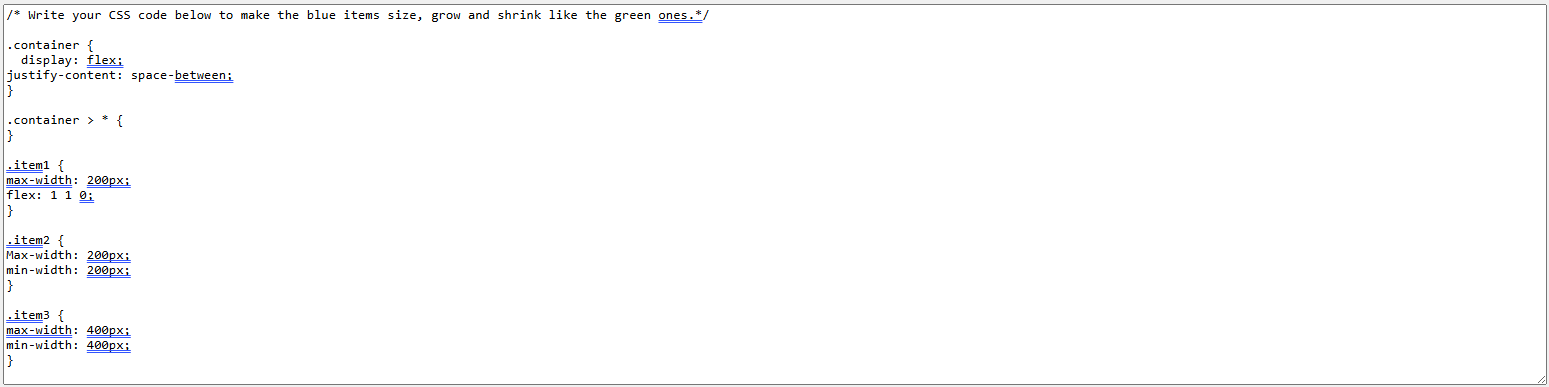 /* Write your CSS code below to make the blue items size, grow and shrink like the green ones.*/
.container {
display: flex;
justify-content: space-between;
}
.container > * {
}
.item1 {
max-width: 200px;
flex: 1 1 0;
}
.item2 {
Max-width: 200px;
min-width: 200px;
}
.item3 {
max-width: 400px;
min-width: 400px;
}